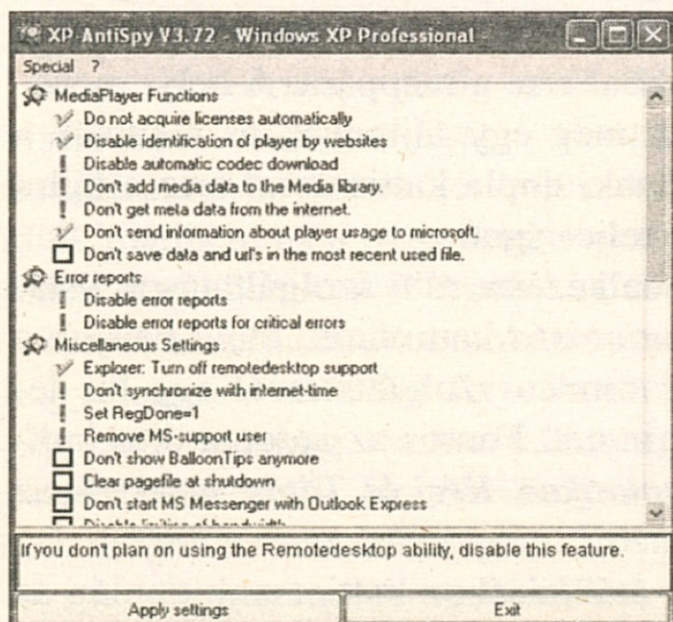 XP-AntiSpy V3.72 - Windows XP Professional -
Special ?
MediaPlayer Functions
Do not acquire licenses automatically
Disable identification of player by websites
Disable automatic codec download
Don't add media data to the Media library.
Don't get meta data from the internet.
Don't send information about player usage to microsoft.
Don't save data and url's in the most recent used file.
Error reports
Disable error reports
Disable error reports for critical errors
Miscellaneous Settings
Explorer: Turn off remotedesktop support
Don't synchronize with internet-time
Set RegDone=1
Remove MS-support user
Don't show BalloonTips anymore
Clear pagefile at shutdown
Don't start MS Messenger with Outlook Express
If you don't plan on using the Remotedesktop ability, disable this feature.
Apply settings
Exit